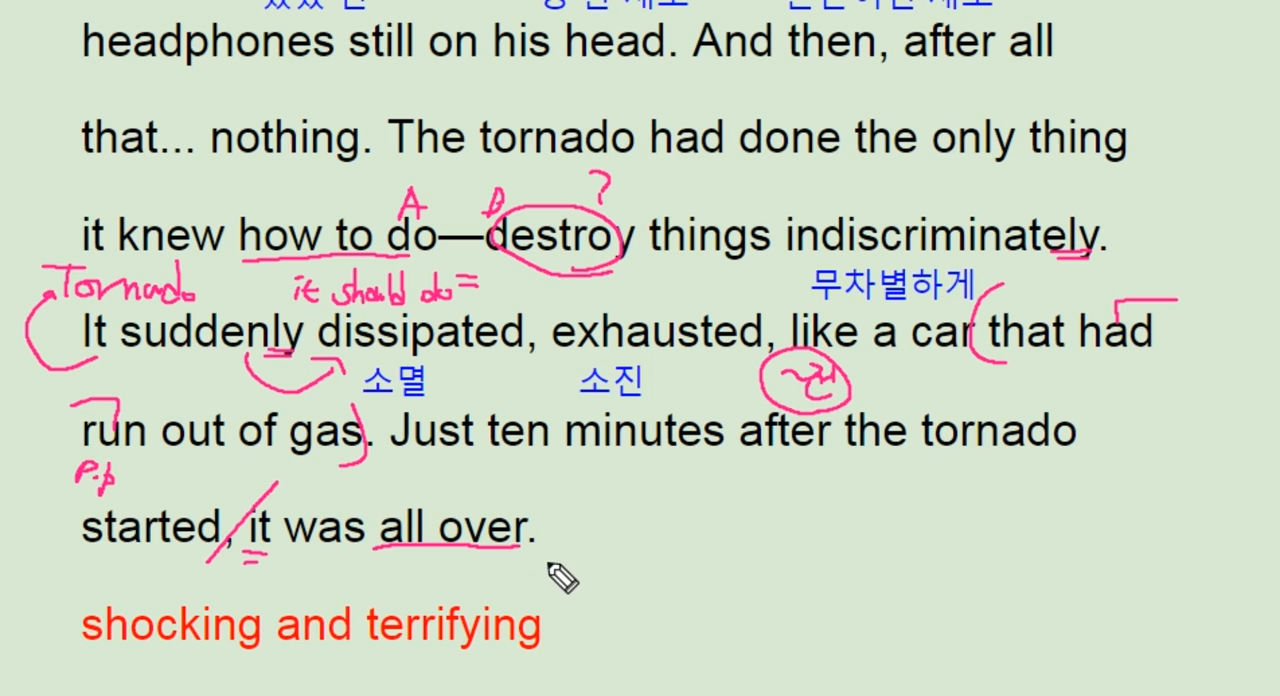 headphones still on his head. And then, after all
that... nothing. The tornado had done the only thing
A B ?
it knew how to do—destroy things indiscriminately.
Tornado it should do = 무차별하게
It suddenly dissipated, exhausted, like a car that had
소멸 소진 전
run out of gas. Just ten minutes after the tornado
P.p
started, it was all over.
shocking and terrifying